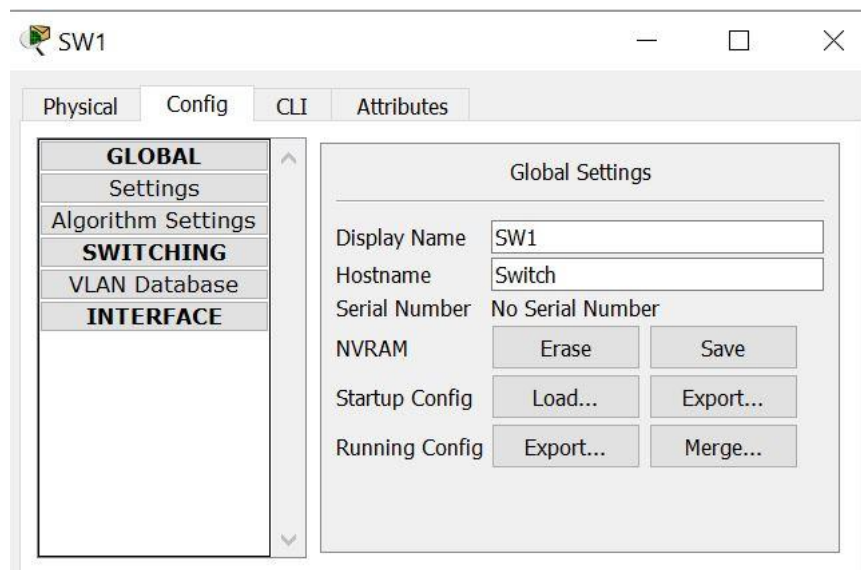 SW1
Physical Config CLI Attributes
GLOBAL
Settings
Algorithm Settings
SWITCHING
VLAN Database
INTERFACE
Global Settings
Display Name SW1
Hostname Switch
Serial Number No Serial Number
NVRAM Erase Save
Startup Config Load... Export...
Running Config Export... Merge...